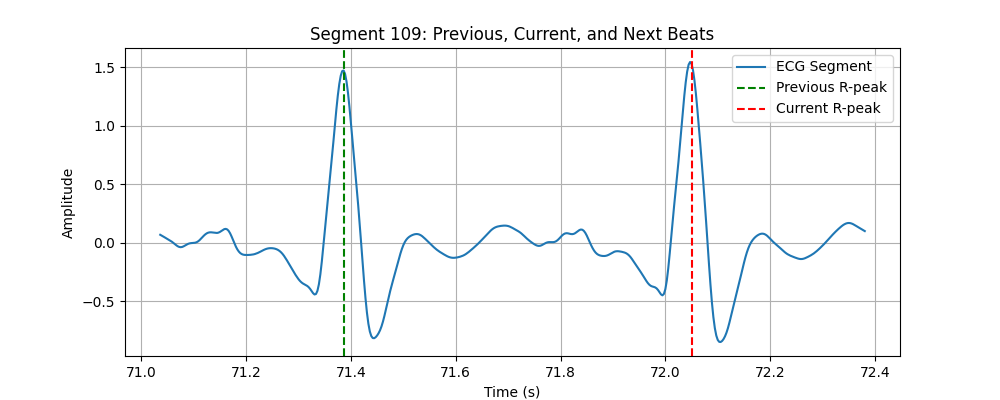 Segment 109: Previous, Current, and Next Beats
ECG Segment
Previous R-peak
Current R-peak
1.5
1.0
0.5
0.0
−0.5
Amplitude
71.0 71.2 71.4 71.6 71.8 72.0 72.2 72.4
Time (s)